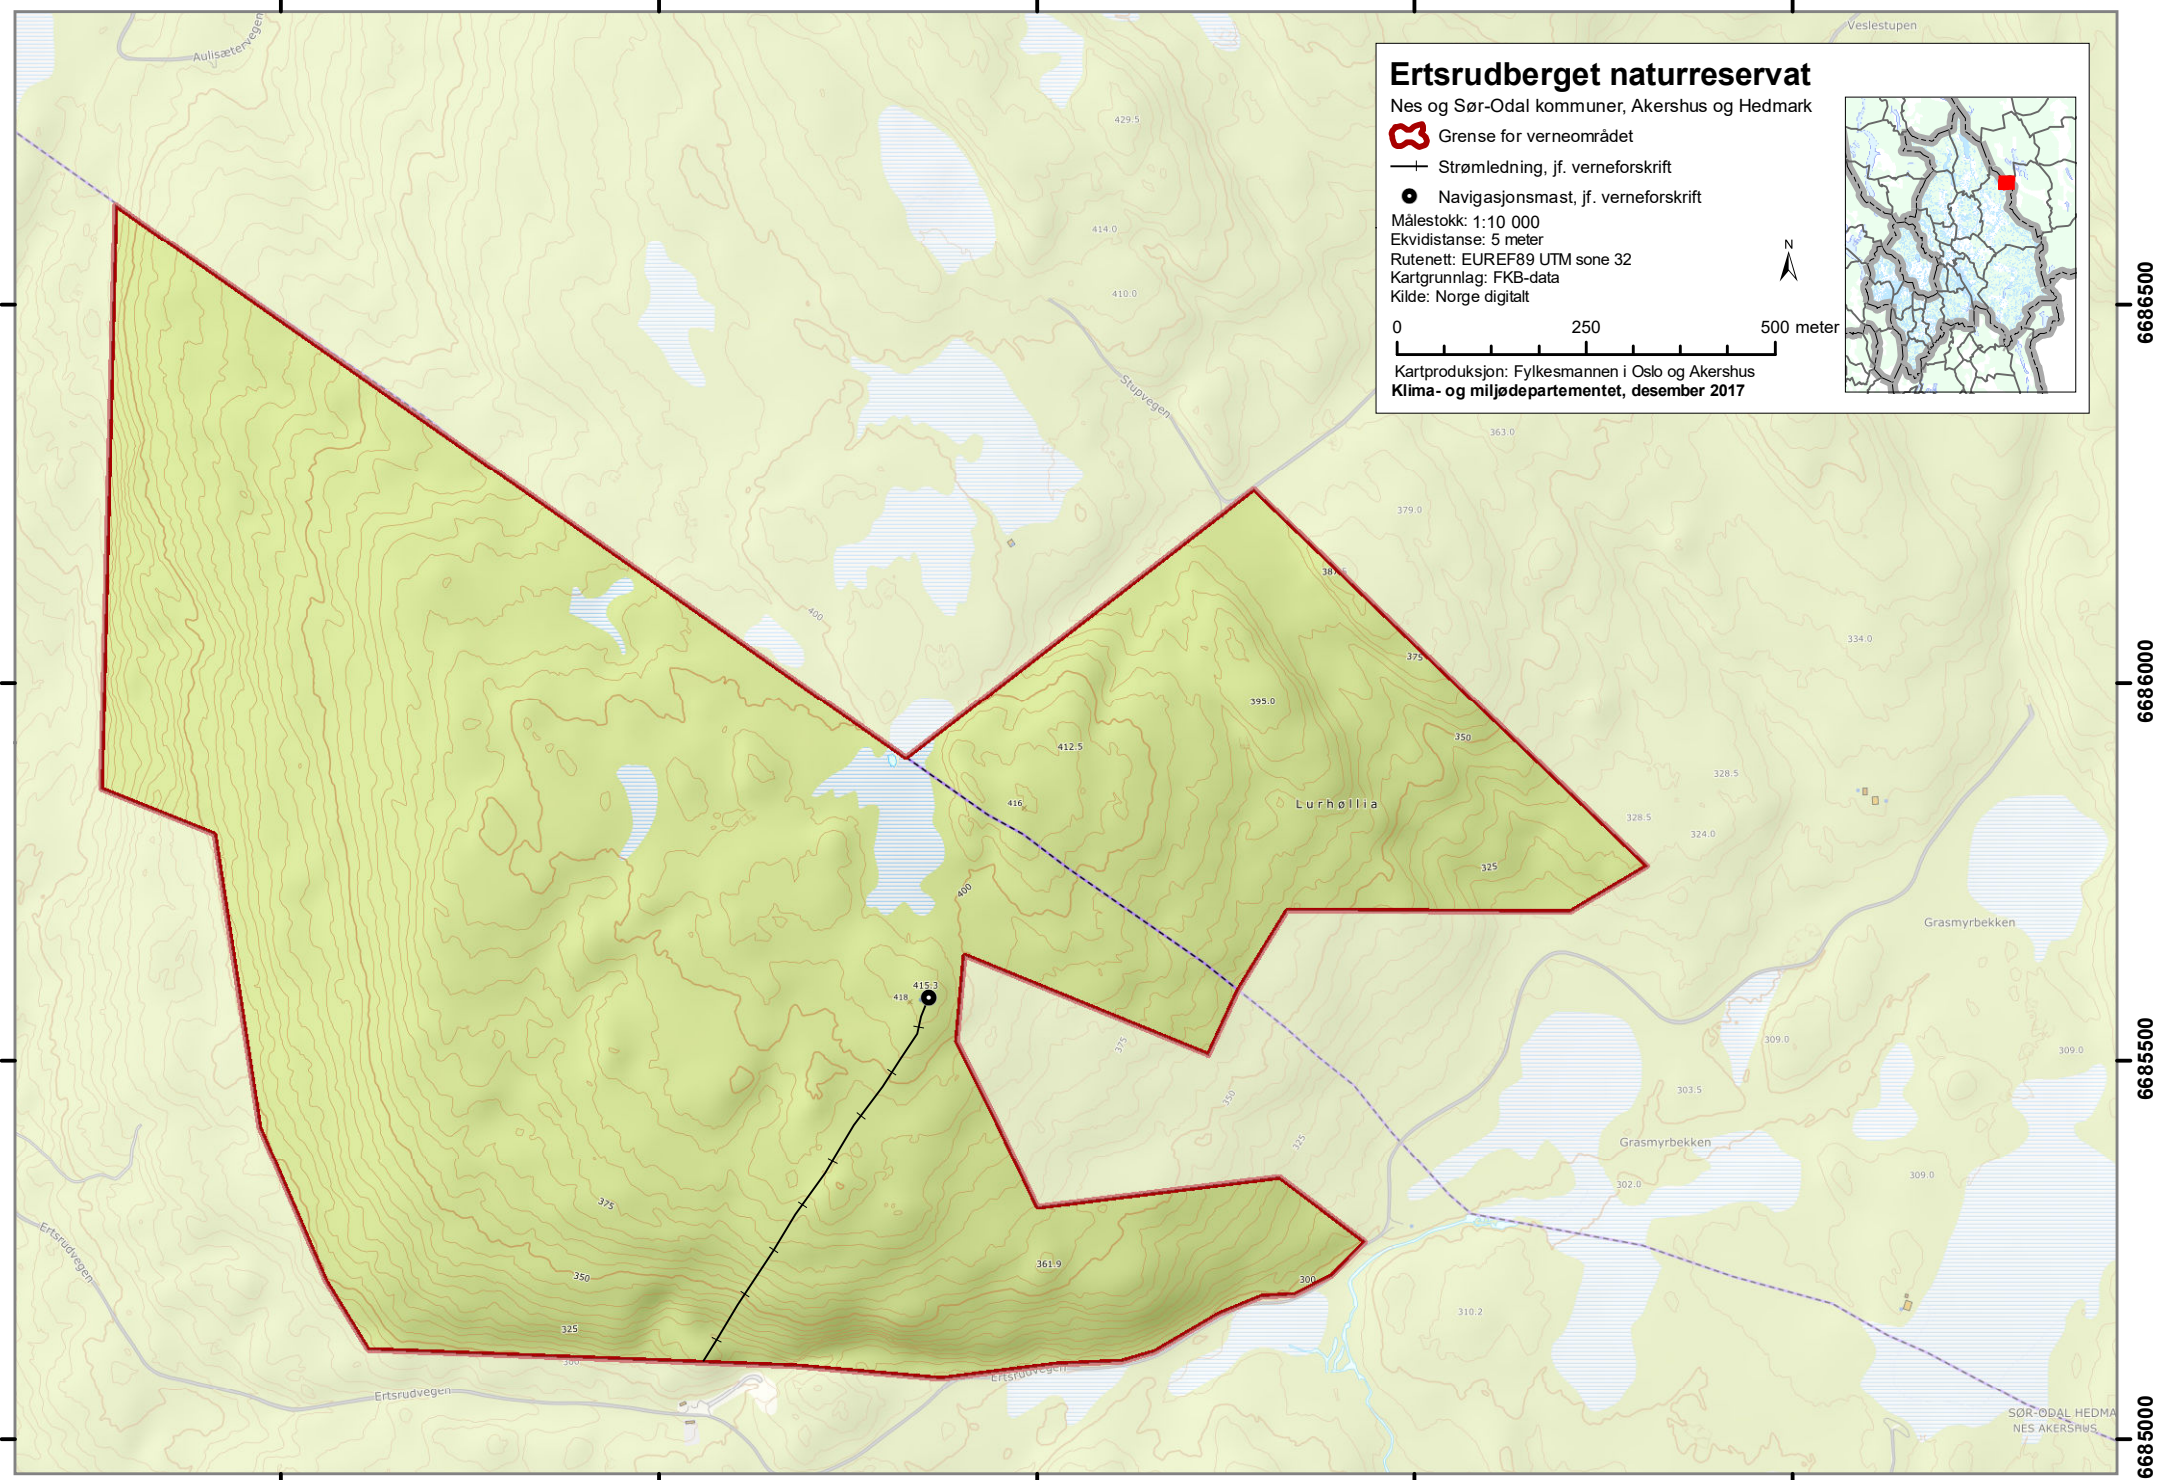 Aulisætervegen
Veslestupen
Ertsrudberget naturreservat
Nes og Sør-Odal kommuner, Akershus og Hedmark
Grense for verneområdet
Strømledning, jf. verneforskrift
Navigasjonsmast, jf. verneforskrift
Målestokk: 1:10 000
Ekvidistanse: 5 meter
Rutenett: EUREF89 UTM sone 32
Kartgrunnlag: FKB-data
Kilde: Norge digitalt
N
0 250 500 meter
Kartproduksjon: Fylkesmannen i Oslo og Akershus
Klima- og miljødepartementet, desember 2017
429.5
414.0
410.0
6686500
Stupvegen
363.0
379.0
387.5
400
334.0
375
395.0
6686000
350
412.5
328.5
416
Lurhøllia
328.5
324.0
325
400
Grasmyrbekken
415.3
418
375
309.0
309.0
6685500
303.5
350
325
Grasmyrbekken
309.0
302.0
375
Ertsrudvegen
361.9
350
300
310.2
325
300
Ertsrudvegen
Ertsrudvegen
SØR-ODAL HEDMA
NES AKERSHUS
6685000